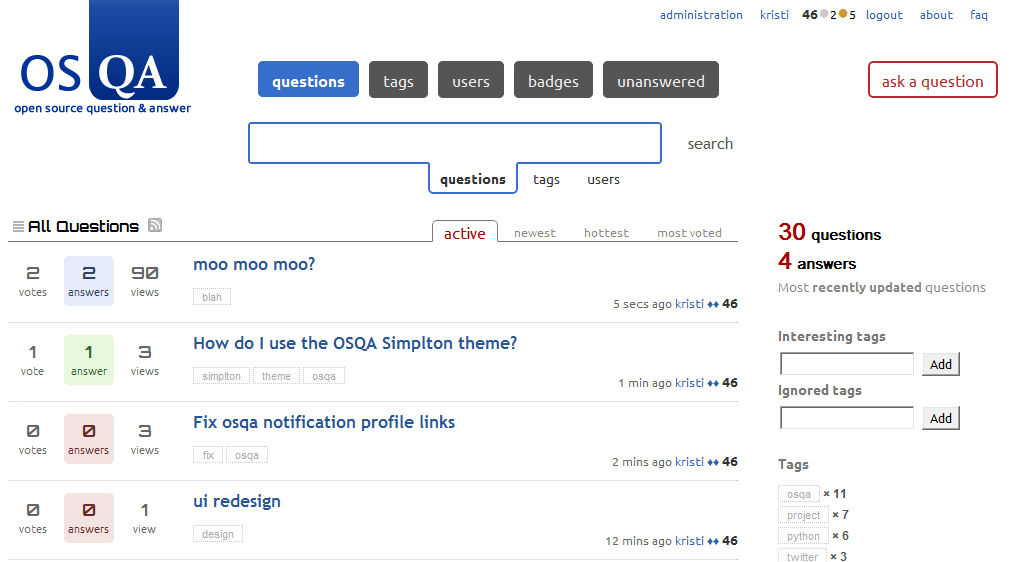 administration kristi 46 2 5 logout about faq
OS QA
open source question & answer
questions tags users badges unanswered
ask a question
search
questions tags users
All Questions
active newest hottest most voted
2 votes
2 answers
90 views
moo moo moo?
blah
5 secs ago kristi ♦♦ 46
1 vote
1 answer
3 views
How do I use the OSQA Simplton theme?
simplton theme osqa
1 min ago kristi ♦♦ 46
0 votes
0 answers
3 views
Fix osqa notification profile links
fix osqa
2 mins ago kristi ♦♦ 46
0 votes
0 answers
1 view
ui redesign
design
12 mins ago kristi ♦♦ 46
30 questions
4 answers
Most recently updated questions
Interesting tags
Add
Ignored tags
Add
Tags
osqa × 11
project × 7
python × 6
twitter × 3